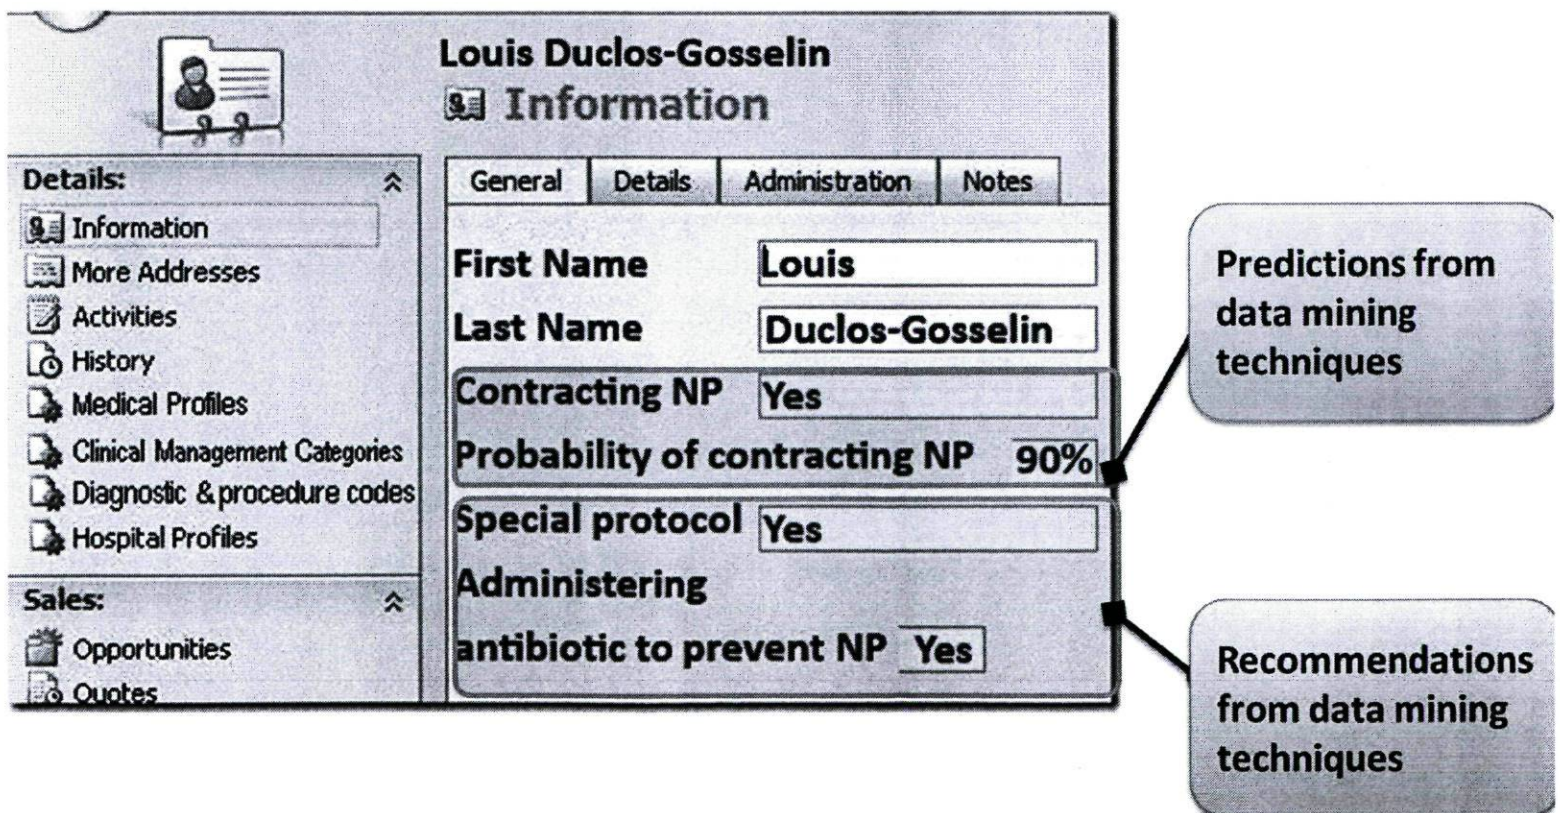 Louis Duclos-Gosselin
Information
Details:
Information
More Addresses
Activities
History
Medical Profiles
Clinical Management Categories
Diagnostic & procedure codes
Hospital Profiles
Sales:
Opportunities
Quotes
General Details Administration Notes
First Name Louis
Last Name Duclos-Gosselin
Contracting NP Yes
Probability of contracting NP 90%
Special protocol Yes
Administering
antibiotic to prevent NP Yes
Predictions from
data mining
techniques
Recommendations
from data mining
techniques